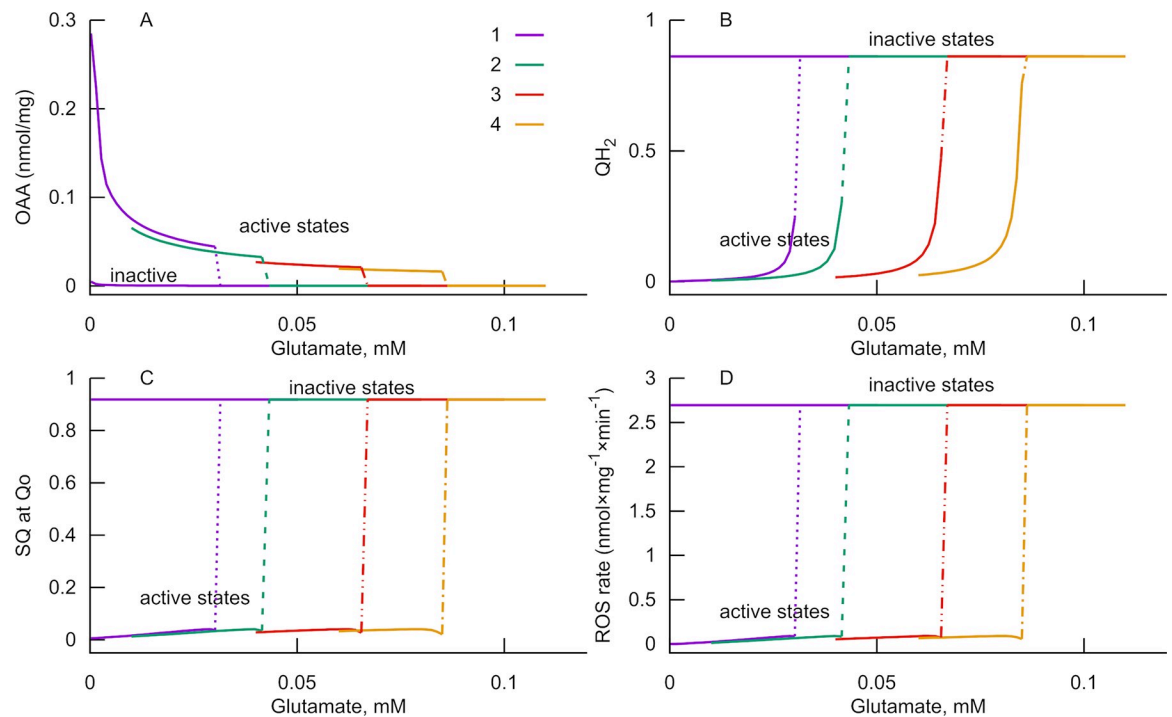 A
0.3
0.2
0.1
0
OAA (nmol/mg)
1
2
3
4
active states
inactive
0
0.05
0.1
Glutamate, mM
B
1
0.5
0
QH2
inactive states
active states
0
0.05
0.1
Glutamate, mM
C
1
0.8
0.6
0.4
0.2
0
SQ at Qo
inactive states
active states
0
0.05
0.1
Glutamate, mM
D
3
2.5
2
1.5
1
0.5
0
ROS rate (nmol×mg⁻¹×min⁻¹)
inactive states
active states
0
0.05
0.1
Glutamate, mM